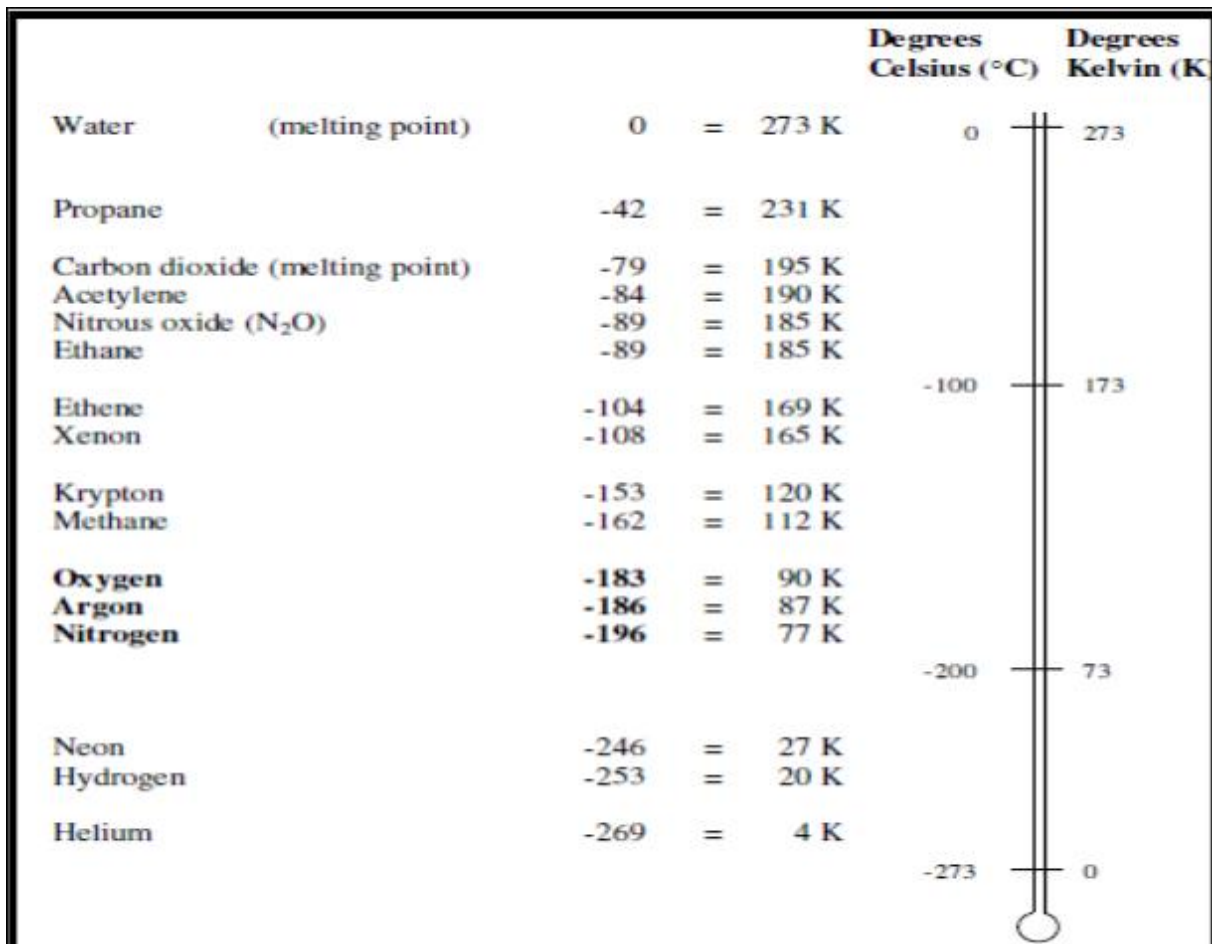 Degrees Degrees
Celsius (°C) Kelvin (K)
Water (melting point) 0 = 273 K
0 273
Propane -42 = 231 K
Carbon dioxide (melting point) -79 = 195 K
Acetylene -84 = 190 K
Nitrous oxide (N₂O) -89 = 185 K
Ethane -89 = 185 K
-100 173
Ethene -104 = 169 K
Xenon -108 = 165 K
Krypton -153 = 120 K
Methane -162 = 112 K
Oxygen -183 = 90 K
Argon -186 = 87 K
Nitrogen -196 = 77 K
-200 73
Neon -246 = 27 K
Hydrogen -253 = 20 K
Helium -269 = 4 K
-273 0